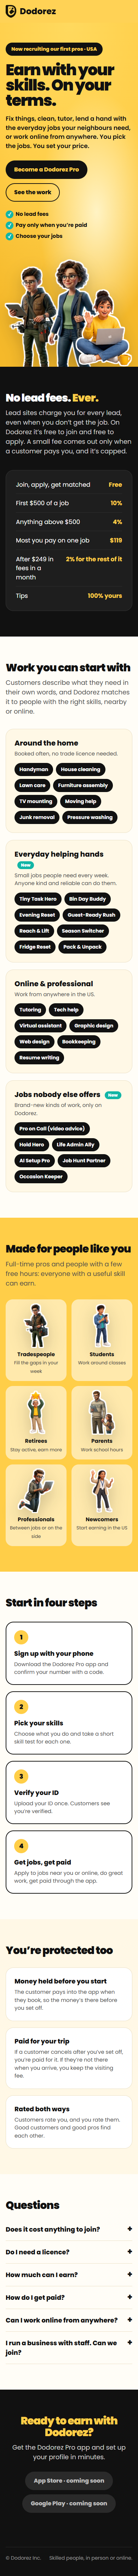 Dodorez
Now recruiting our first pros · USA
Earn with your
skills. On your
terms.
Fix things, clean, tutor, lend a hand with
the everyday jobs your neighbours need,
or work online from anywhere. You pick
the jobs. You set your price.
Become a Dodorez Pro
See the work
No lead fees
Pay only when you're paid
Choose your jobs
No lead fees. Ever.
Lead sites charge you for every lead,
even when you don't get the job. On
Dodorez it's free to join and free to
apply. A small fee comes out only when
a customer pays you, and it's capped.
Join, apply, get matched Free
First $500 of a job 10%
Anything above $500 4%
Most you pay on one job $119
After $249 in 2% for the rest of it
fees in a
month
Tips 100% yours
Work you can start with
Customers describe what they need in
their own words, and Dodorez matches
it to people with the right skills, nearby
or online.
Around the home
Booked often, no trade licence needed.
Handyman House cleaning
Lawn care Furniture assembly
TV mounting Moving help
Junk removal Pressure washing
Everyday helping hands
New
Small jobs people need every week.
Anyone kind and reliable can do them.
Tiny Task Hero Bin Day Buddy
Evening Reset Guest-Ready Rush
Reach & Lift Season Switcher
Fridge Reset Pack & Unpack
Online & professional
Work from anywhere in the US.
Tutoring Tech help
Virtual assistant Graphic design
Web design Bookkeeping
Resume writing
Jobs nobody else offers New
Brand-new kinds of work, only on
Dodorez.
Pro on Call (video advice)
Hold Hero Life Admin Ally
AI Setup Pro Job Hunt Partner
Occasion Keeper
Made for people like you
Full-time pros and people with a few
free hours: everyone with a useful skill
can earn.
Tradespeople
Fill the gaps in your
week
Students
Work around classes
Retirees
Stay active, earn more
Parents
Work school hours
Professionals
Between jobs or on the
side
Newcomers
Start earning in the US
Start in four steps
1
Sign up with your phone
Download the Dodorez Pro app and
confirm your number with a code.
2
Pick your skills
Choose what you do and take a short
skill test for each one.
3
Verify your ID
Upload your ID once. Customers see
you're verified.
4
Get jobs, get paid
Apply to jobs near you or online, do great
work, get paid through the app.
You're protected too
Money held before you start
The customer pays into the app when
they book, so the money's there before
you set off.
Paid for your trip
If a customer cancels after you've set off,
you're paid for it. If they're not there
when you arrive, you keep the visiting
fee.
Rated both ways
Customers rate you, and you rate them.
Good customers and good pros find
each other.
Questions
Does it cost anything to join? +
Do I need a licence? +
How much can I earn? +
How do I get paid? +
Can I work online from anywhere? +
I run a business with staff. Can we +
join?
Ready to earn with
Dodorez?
Get the Dodorez Pro app and set up
your profile in minutes.
App Store · coming soon
Google Play · coming soon
© Dodorez Inc. Skilled people, in person or online.